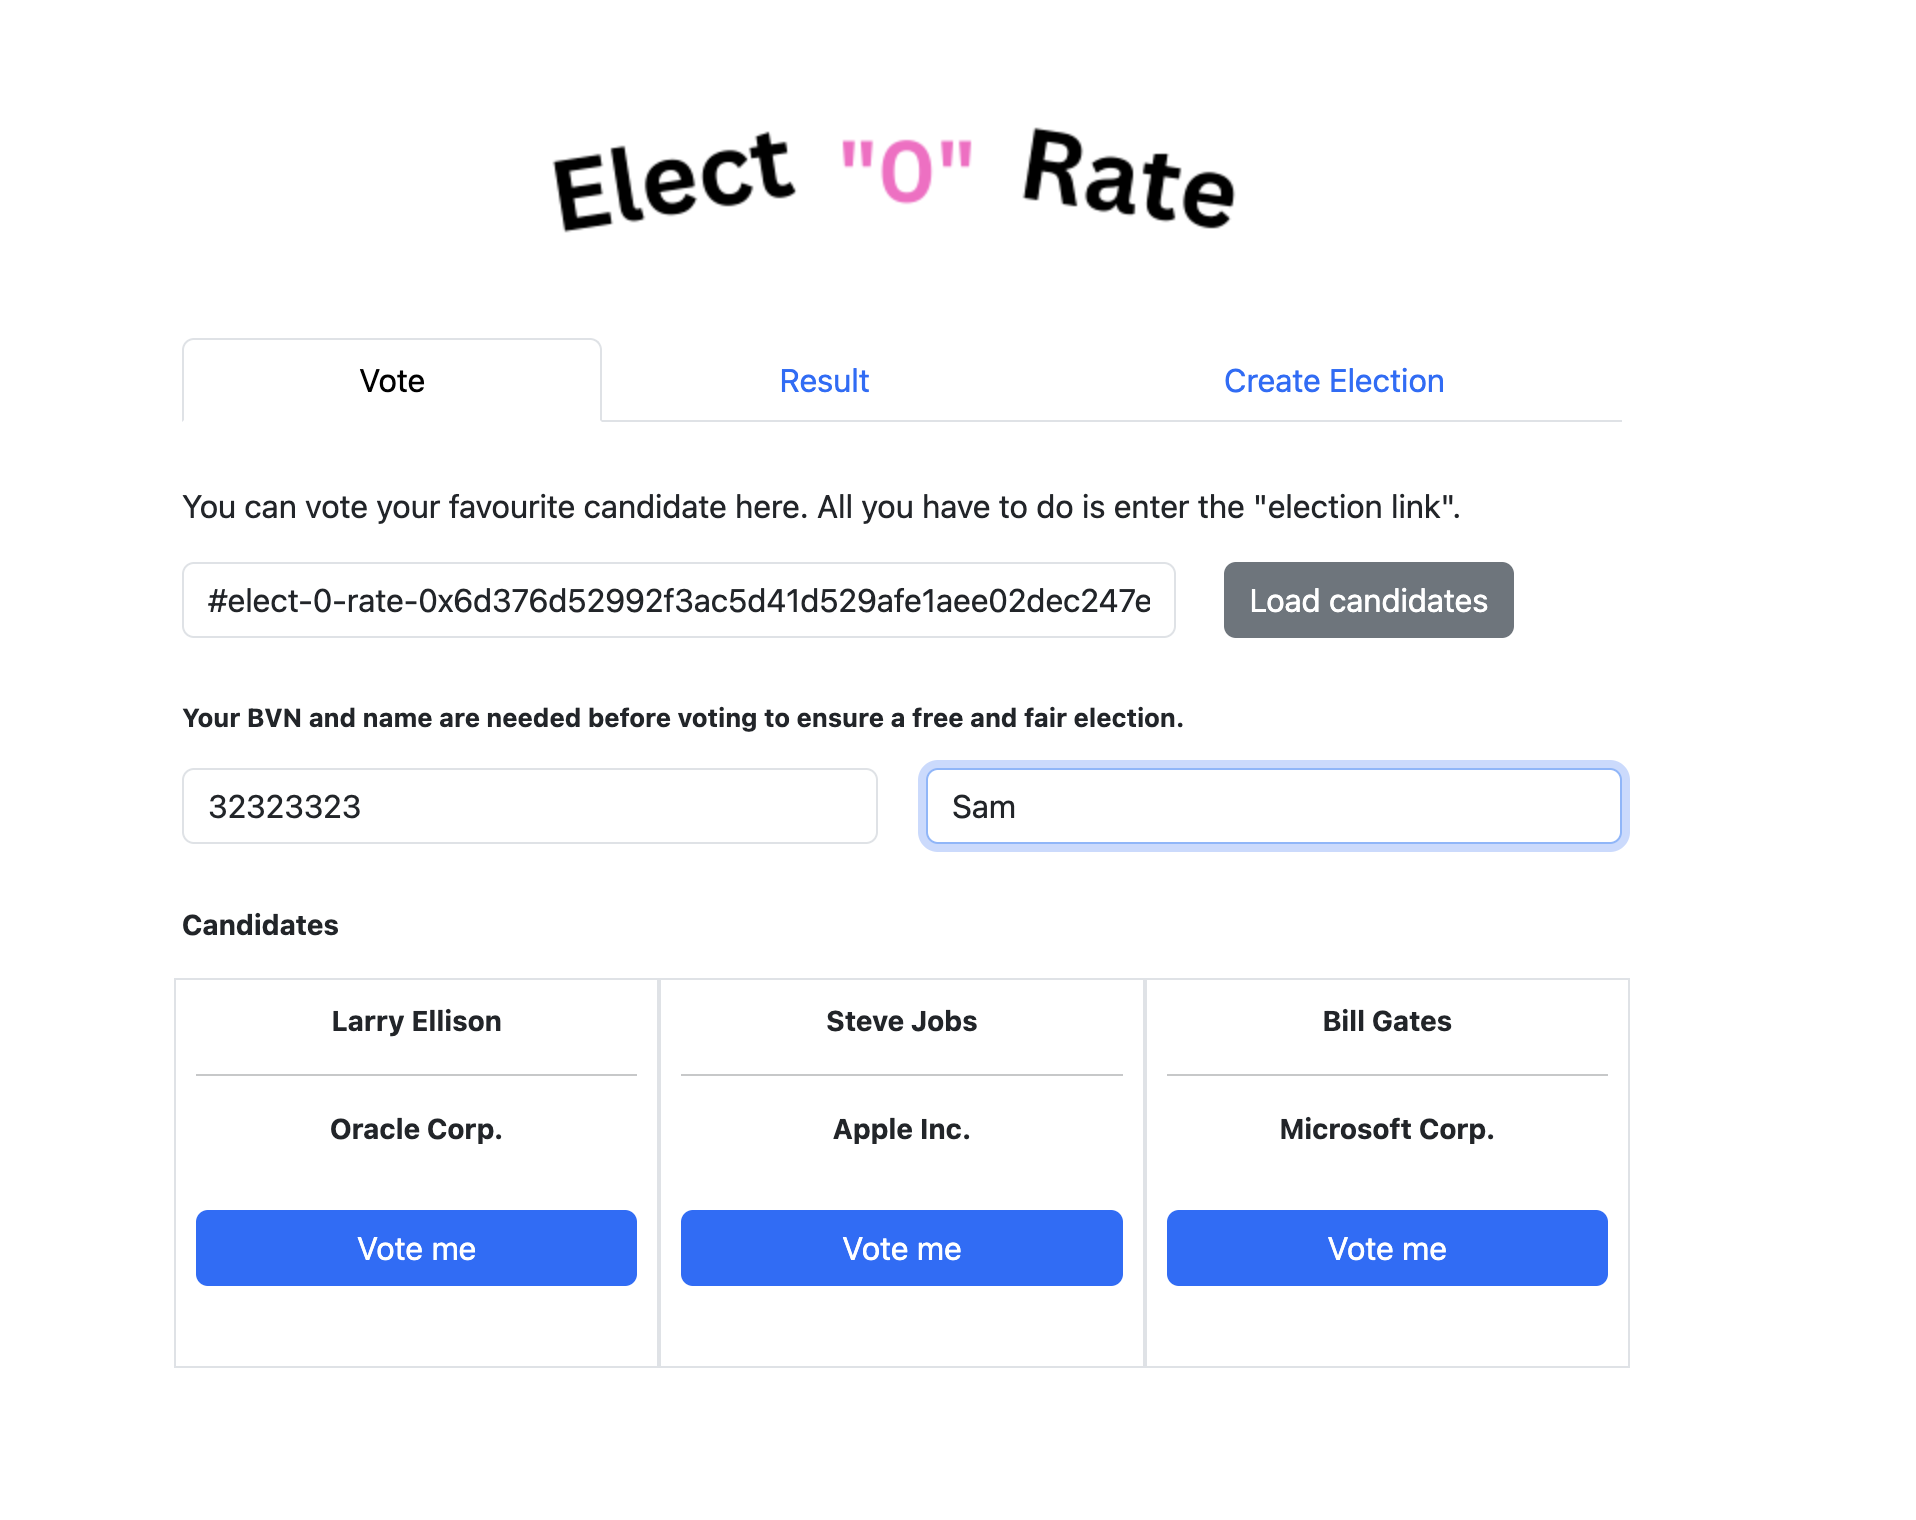 Elect "0" Rate
Vote Result Create Election
You can vote your favourite candidate here. All you have to do is enter the "election link".
#elect-0-rate-0x6d376d52992f3ac5d41d529afe1aee02dec247e Load candidates
Your BVN and name are needed before voting to ensure a free and fair election.
32323323 Sam
Candidates
Larry Ellison Steve Jobs Bill Gates
Oracle Corp. Apple Inc. Microsoft Corp.
Vote me Vote me Vote me